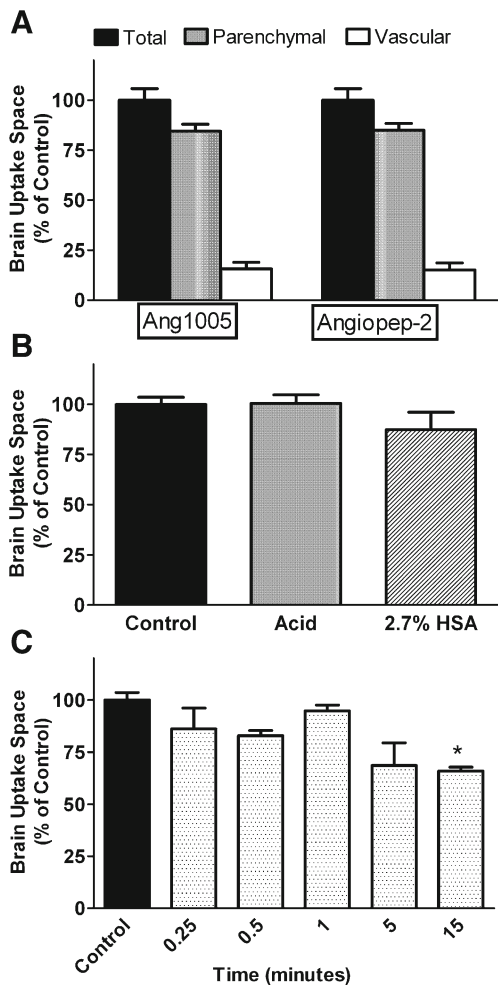 A
Total Parenchymal Vascular
Brain Uptake Space
(% of Control)
100
75
50
25
0
Ang1005 Angiopep-2
B
Brain Uptake Space
(% of Control)
100
75
50
25
0
Control Acid 2.7% HSA
C
Brain Uptake Space
(% of Control)
100
75
50
25
0
*
Control 0.25 0.5 1 5 15
Time (minutes)